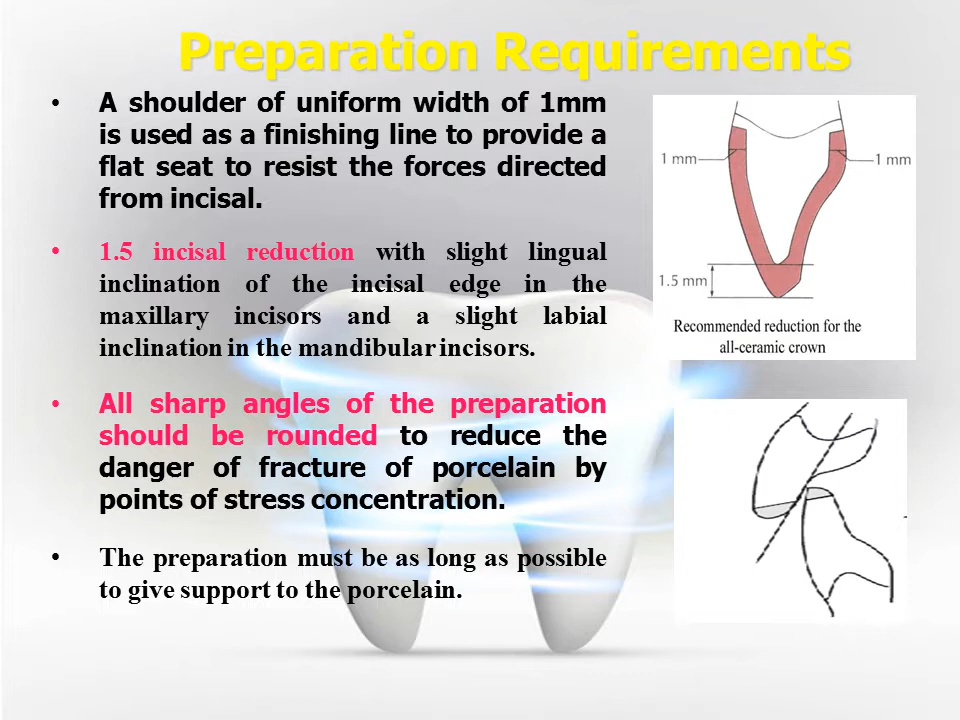 Preparation Requirements
• A shoulder of uniform width of 1mm
is used as a finishing line to provide a
flat seat to resist the forces directed
from incisal.
• 1.5 incisal reduction with slight lingual
inclination of the incisal edge in the
maxillary incisors and a slight labial
inclination in the mandibular incisors.
• All sharp angles of the preparation
should be rounded to reduce the
danger of fracture of porcelain by
points of stress concentration.
• The preparation must be as long as possible
to give support to the porcelain.
1 mm
1 mm
1.5 mm
Recommended reduction for the
all-ceramic crown